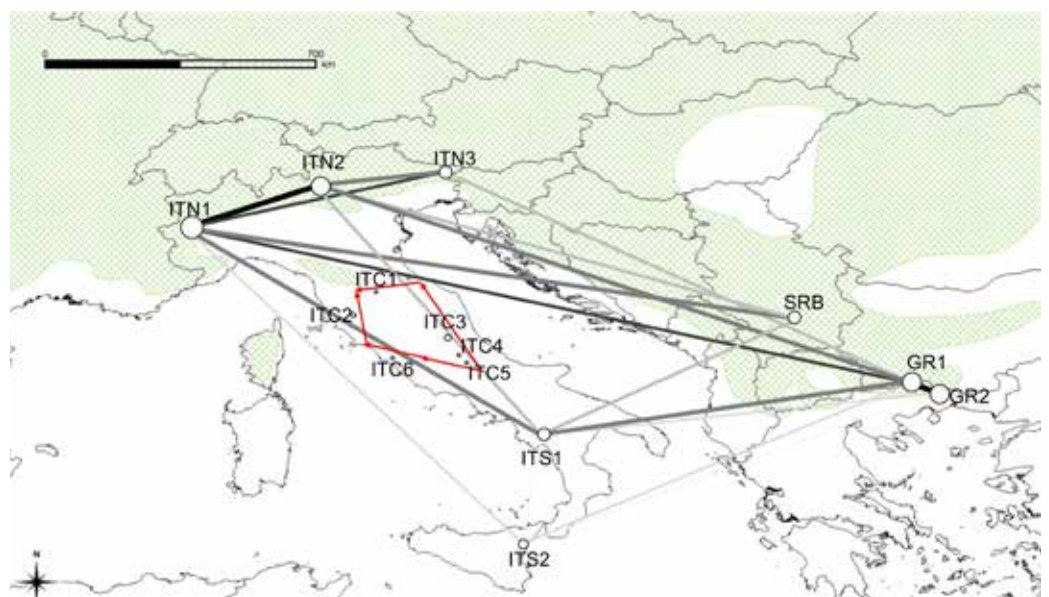 0 700
km
ITN2 ITN3
ITN1
ITC1
ITC2
ITC3
SRB
ITC4
ITC6 ITC5
GR1
GR2
ITS1
ITS2
N